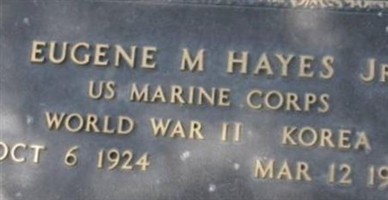 EUGENE M HAYES JR
US MARINE CORPS
WORLD WAR II KOREA
OCT 6 1924 MAR 12 19